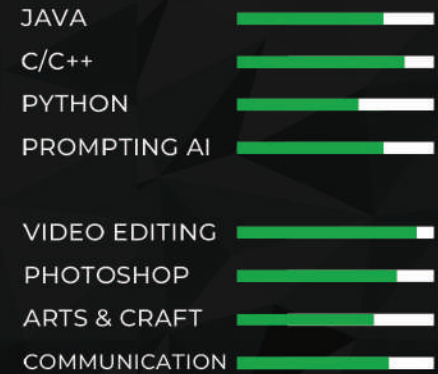 JAVA
C/C++
PYTHON
PROMPTING AI
VIDEO EDITING
PHOTOSHOP
ARTS & CRAFT
COMMUNICATION